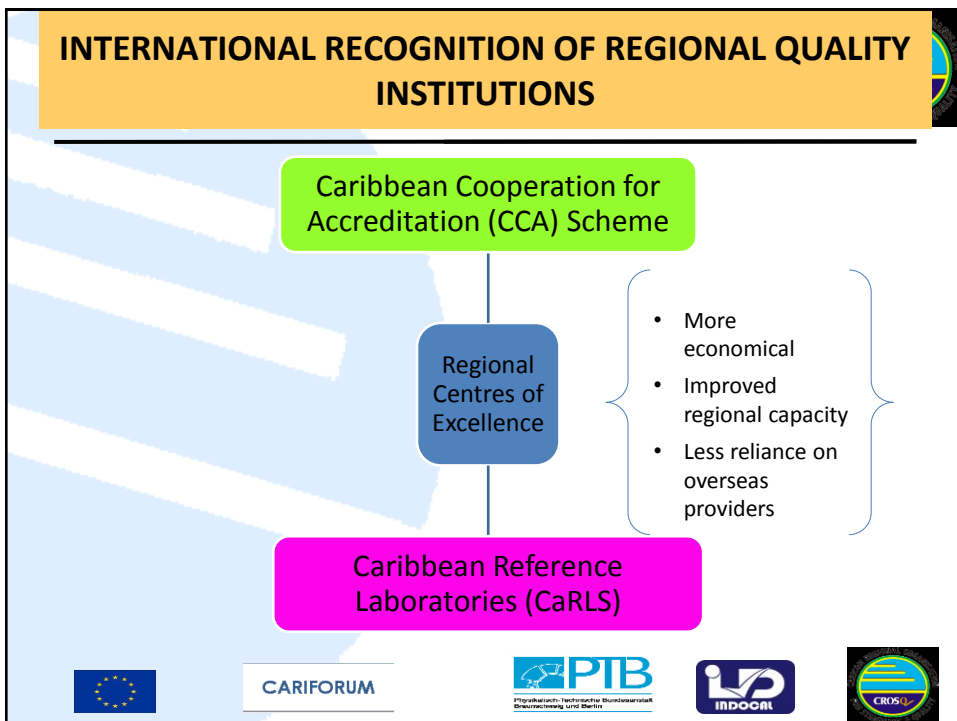 INTERNATIONAL RECOGNITION OF REGIONAL QUALITY
INSTITUTIONS
Caribbean Cooperation for
Accreditation (CCA) Scheme
Regional
Centres of
Excellence
• More
economical
• Improved
regional capacity
• Less reliance on
overseas
providers
Caribbean Reference
Laboratories (CaRLS)
CARIFORUM
PTB
Physikalisch-Technische Bundesanstalt
Braunschweig und Berlin
INDOCAL
CROSQ